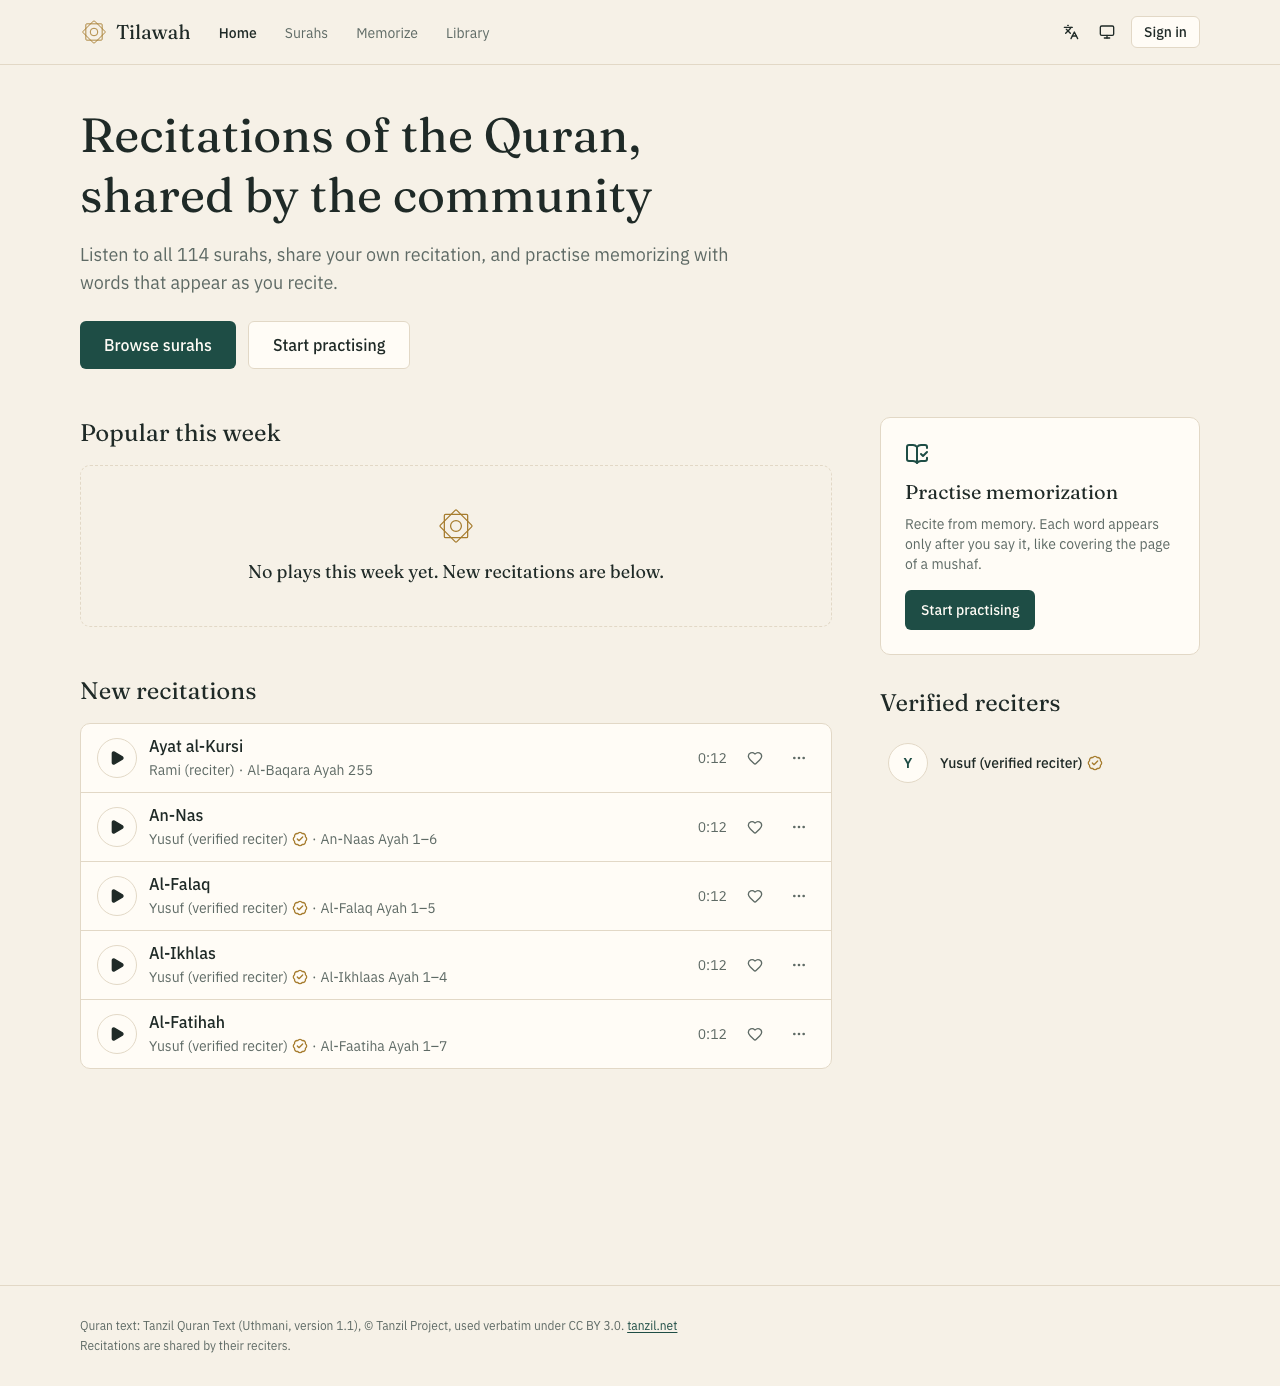 Tilawah
Home
Surahs
Memorize
Library
Sign in
Recitations of the Quran,
shared by the community
Listen to all 114 surahs, share your own recitation, and practise memorizing with
words that appear as you recite.
Browse surahs
Start practising
Popular this week
No plays this week yet. New recitations are below.
New recitations
Ayat al-Kursi
Rami (reciter) · Al-Baqara Ayah 255
0:12
An-Nas
Yusuf (verified reciter) · An-Naas Ayah 1–6
0:12
Al-Falaq
Yusuf (verified reciter) · Al-Falaq Ayah 1–5
0:12
Al-Ikhlas
Yusuf (verified reciter) · Al-Ikhlaas Ayah 1–4
0:12
Al-Fatihah
Yusuf (verified reciter) · Al-Faatiha Ayah 1–7
0:12
Practise memorization
Recite from memory. Each word appears
only after you say it, like covering the page
of a mushaf.
Start practising
Verified reciters
Y
Yusuf (verified reciter)
Quran text: Tanzil Quran Text (Uthmani, version 1.1), © Tanzil Project, used verbatim under CC BY 3.0. tanzil.net
Recitations are shared by their reciters.